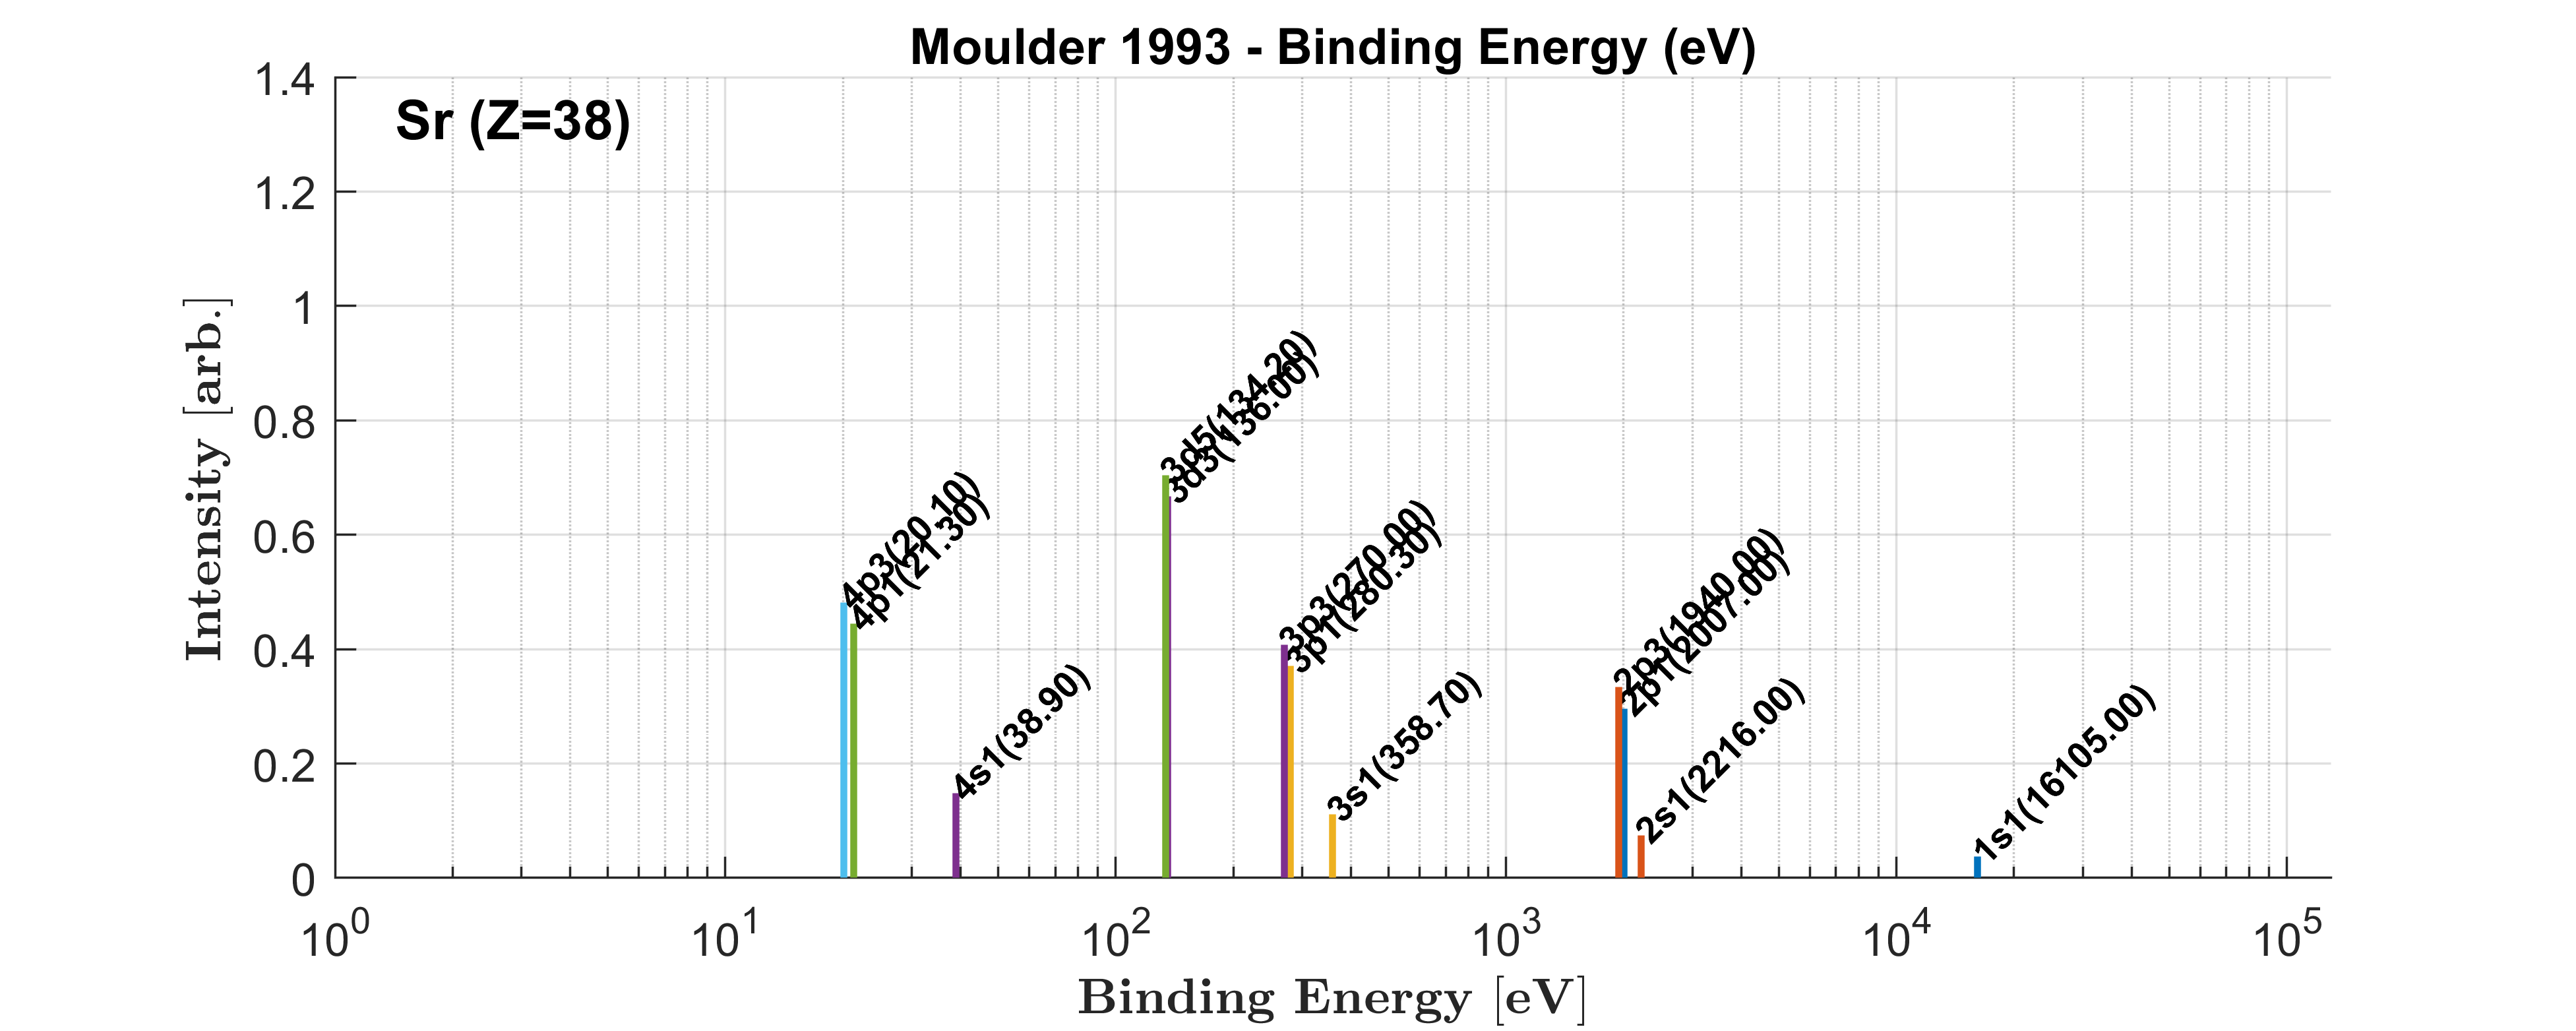 Moulder 1993 - Binding Energy (eV)
Sr (Z=38)
1.4
1.2
1
0.8
0.6
0.4
0.2
0
Intensity [arb.]
4p3(20.10)
4p1(21.30)
4s1(38.90)
3d5(134.20)
3d3(136.00)
3p3(270.00)
3p1(280.30)
3s1(358.70)
2p3(1940.00)
2p1(2007.00)
2s1(2216.00)
1s1(16105.00)
10^0
10^1
10^2
10^3
10^4
10^5
Binding Energy [eV]